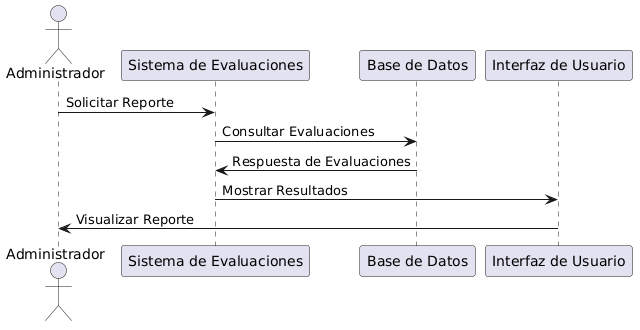 Administrador
Sistema de Evaluaciones
Base de Datos
Interfaz de Usuario
Solicitar Reporte
Consultar Evaluaciones
Respuesta de Evaluaciones
Mostrar Resultados
Visualizar Reporte
Administrador
Sistema de Evaluaciones
Base de Datos
Interfaz de Usuario